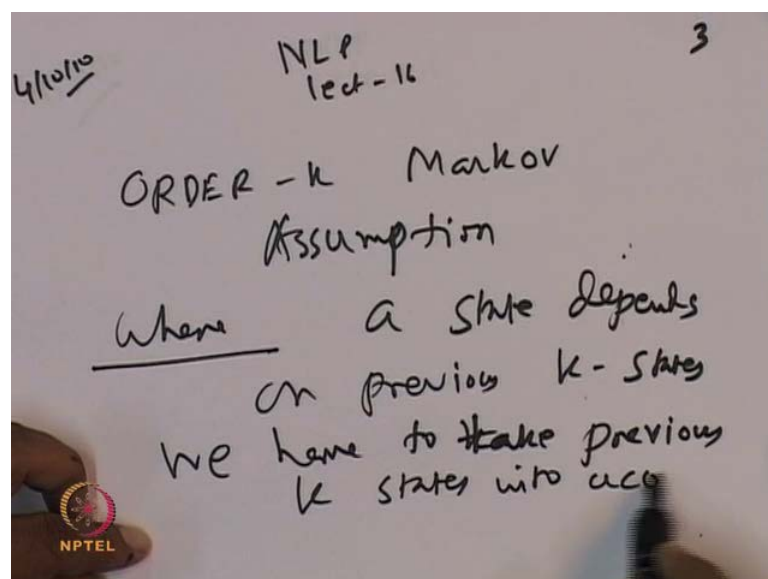 4/10/10
NLP
lect-16
3
ORDER-k Markov
Assumption
Where a state depends
on previous k-states
we have to take previous
k states into acc
NPTEL